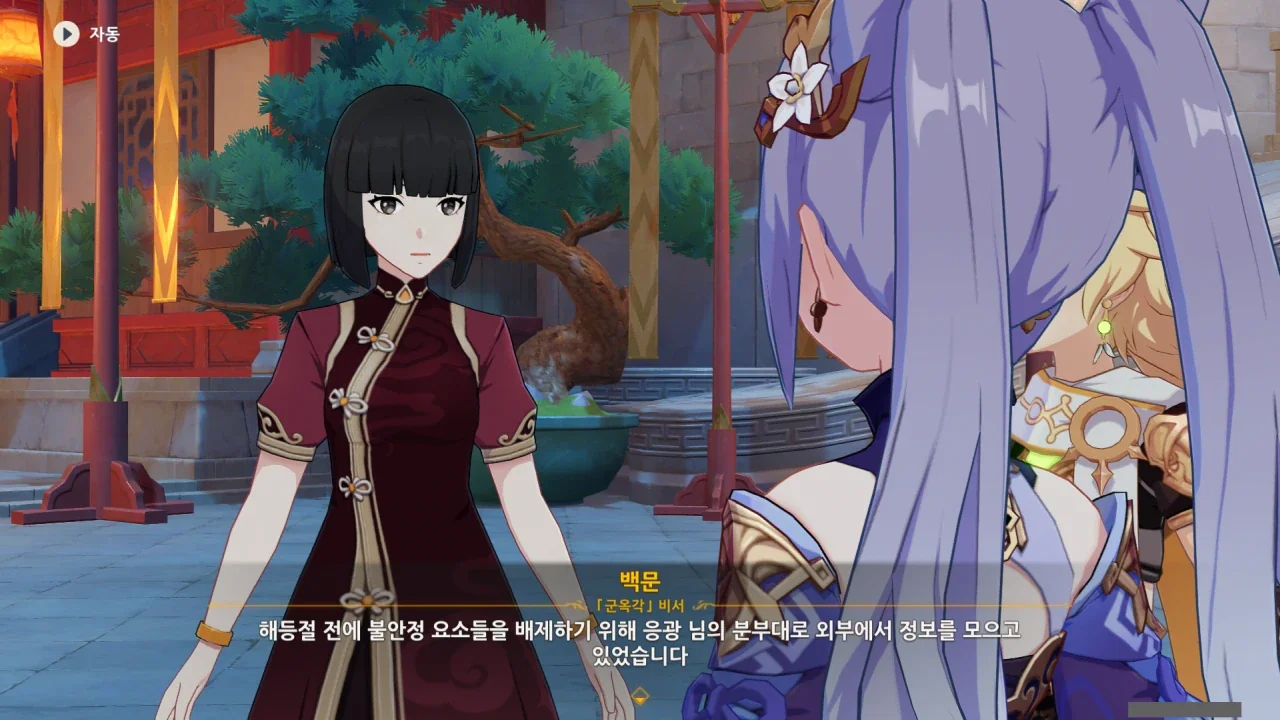 자동
백문
「군옥각」 비서
해등절 전에 불안정 요소들을 배제하기 위해 응광 님의 분부대로 외부에서 정보를 모으고
있었습니다